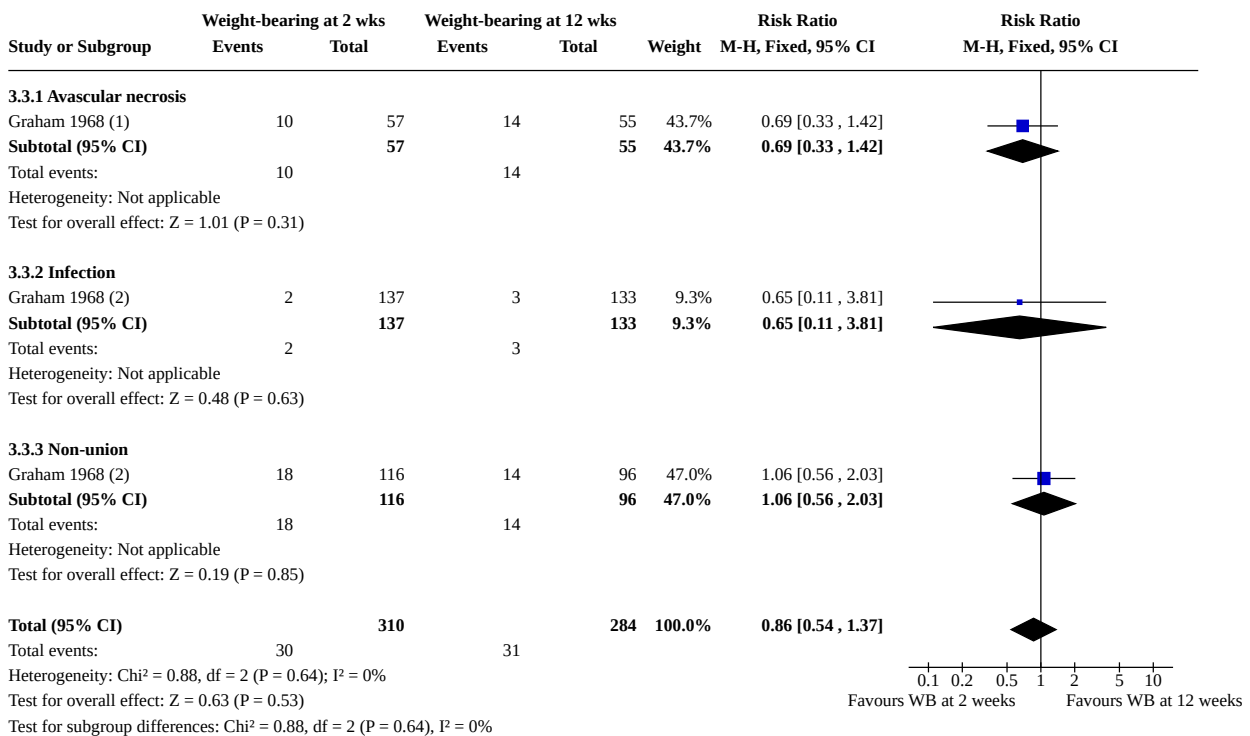 Weight-bearing at 2 wks Weight-bearing at 12 wks Risk Ratio Risk Ratio
Study or Subgroup Events Total Events Total Weight M-H, Fixed, 95% CI M-H, Fixed, 95% CI
3.3.1 Avascular necrosis
Graham 1968 (1) 10 57 14 55 43.7% 0.69 [0.33 , 1.42]
Subtotal (95% CI) 57 55 43.7% 0.69 [0.33 , 1.42]
Total events: 10 14
Heterogeneity: Not applicable
Test for overall effect: Z = 1.01 (P = 0.31)
3.3.2 Infection
Graham 1968 (2) 2 137 3 133 9.3% 0.65 [0.11 , 3.81]
Subtotal (95% CI) 137 133 9.3% 0.65 [0.11 , 3.81]
Total events: 2 3
Heterogeneity: Not applicable
Test for overall effect: Z = 0.48 (P = 0.63)
3.3.3 Non-union
Graham 1968 (2) 18 116 14 96 47.0% 1.06 [0.56 , 2.03]
Subtotal (95% CI) 116 96 47.0% 1.06 [0.56 , 2.03]
Total events: 18 14
Heterogeneity: Not applicable
Test for overall effect: Z = 0.19 (P = 0.85)
Total (95% CI) 310 284 100.0% 0.86 [0.54 , 1.37]
Total events: 30 31
Heterogeneity: Chi² = 0.88, df = 2 (P = 0.64); I² = 0%
0.1 0.2 0.5 1 2 5 10
Test for overall effect: Z = 0.63 (P = 0.53) Favours WB at 2 weeks Favours WB at 12 weeks
Test for subgroup differences: Chi² = 0.88, df = 2 (P = 0.64), I² = 0%